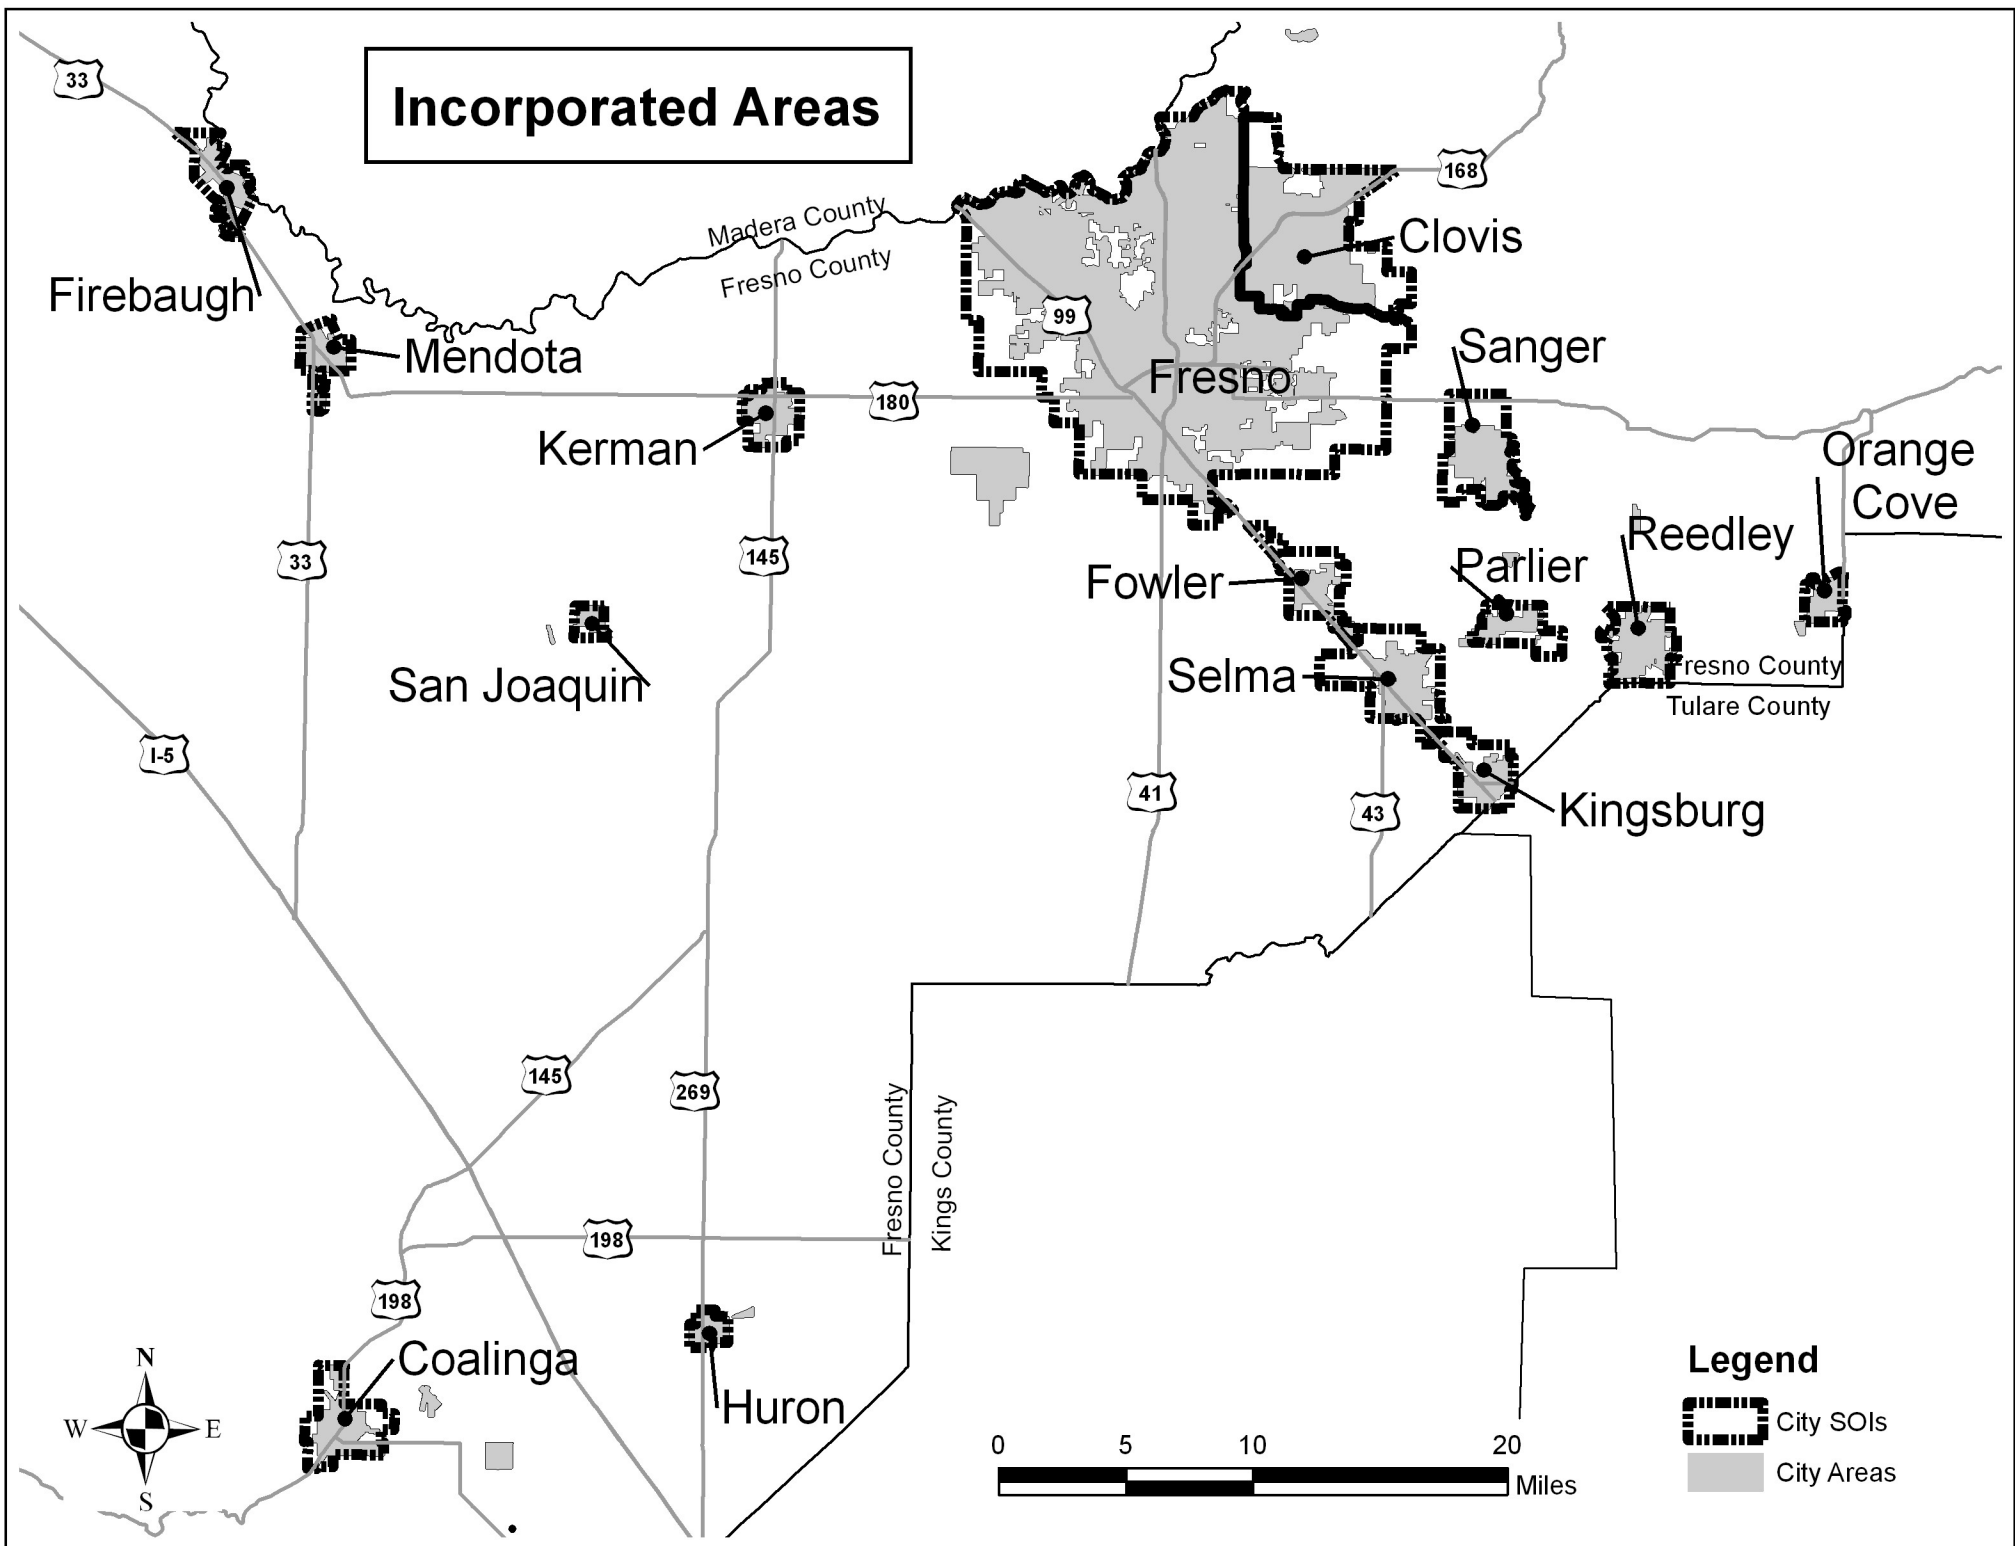 33
Incorporated Areas
168
Madera County
Fresno County
Clovis
Firebaugh
99
Mendota
Sanger
Fresno
180
Kerman
Orange
Cove
Reedley
33
145
Parlier
Fowler
San Joaquin
Selma
Fresno County
Tulare County
I-5
41
43
Kingsburg
145
269
Fresno County
Kings County
198
198
Coalinga
Huron
N
W
E
S
0
5
10
20
Miles
Legend
City SOIs
City Areas